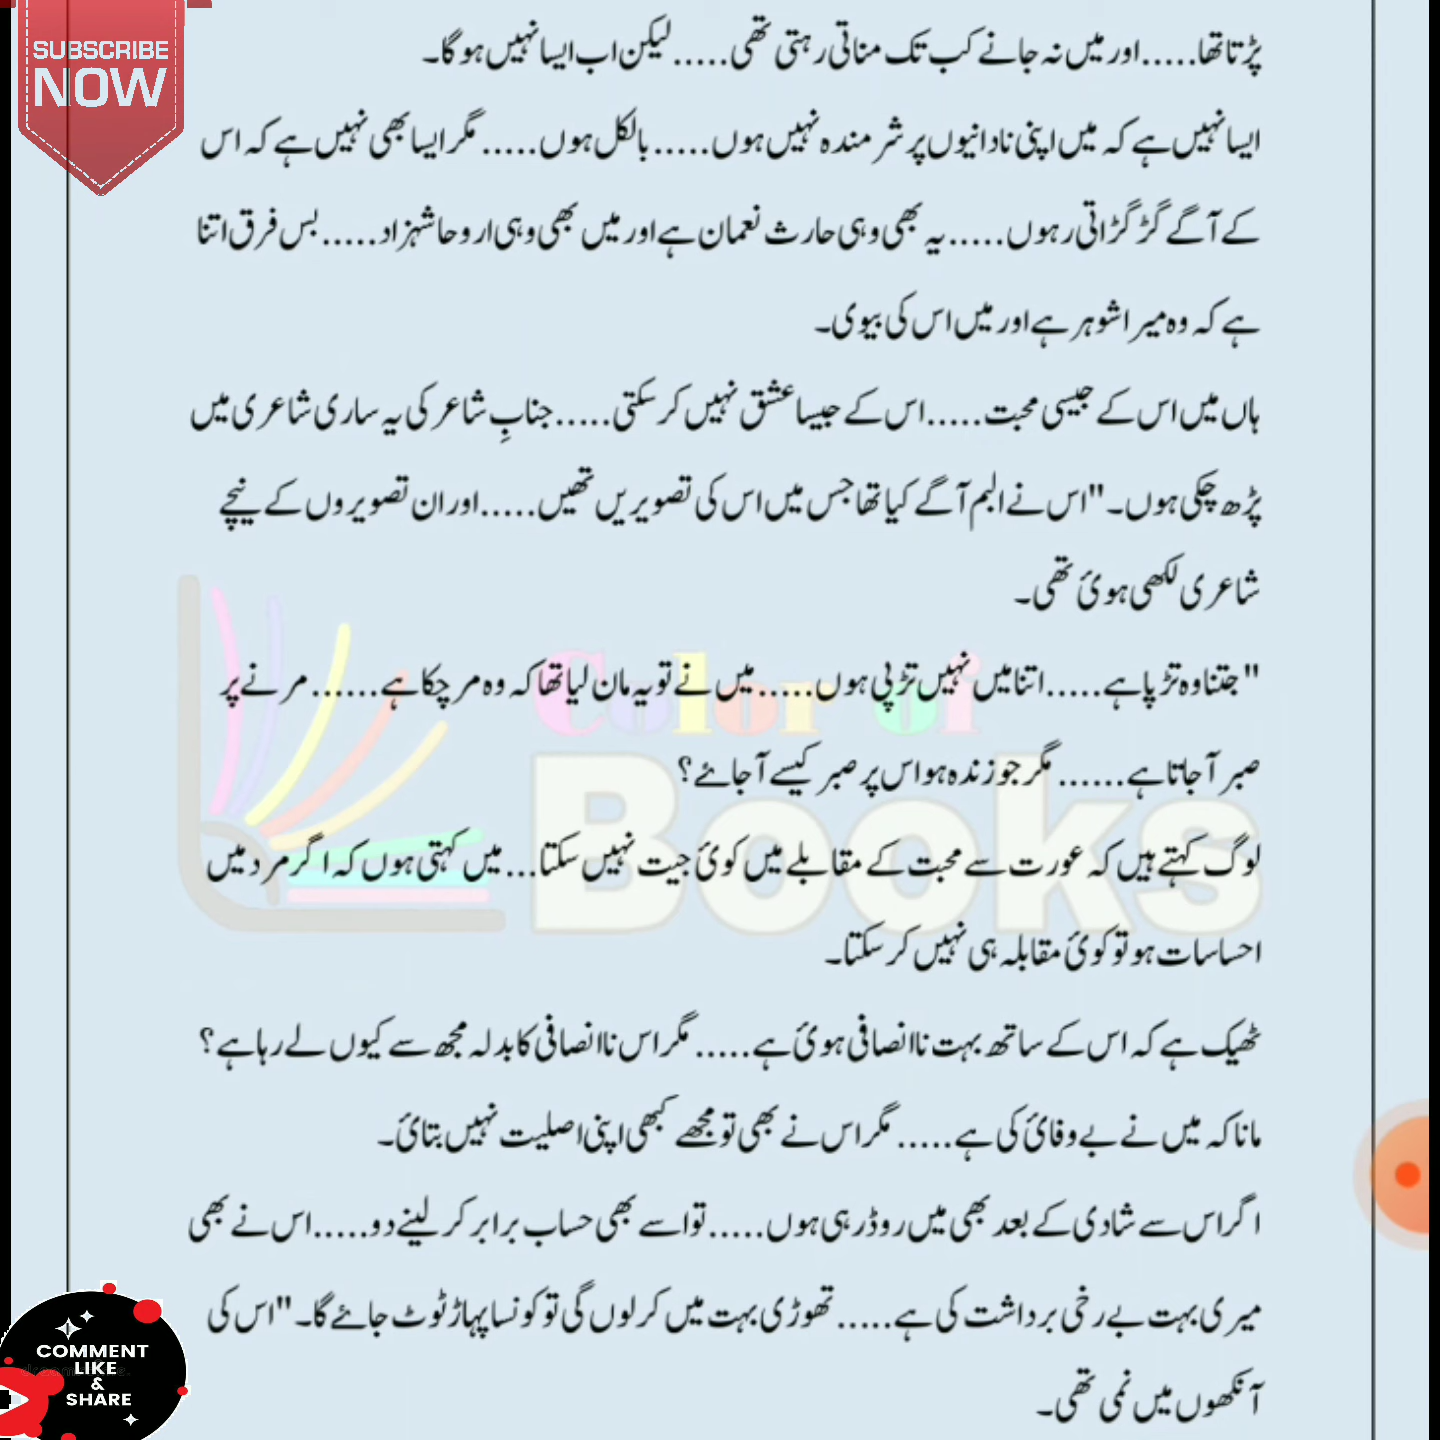 SUBSCRIBE
NOW
پڑتا تھا.....اور میں نہ جانے کب تک مناتی رہتی تھی.....لیکن اب ایسا نہیں ہو گا۔
ایسا نہیں ہے کہ میں اپنی نادانیوں پر شرمندہ نہیں ہوں.....بالکل ہوں.....مگر ایسا بھی نہیں ہے کہ اس
کے آگے گڑگڑاتی رہوں.....یہ بھی وہی حارث نعمان ہے اور میں بھی وہی اروحا شہزاد.....بس فرق اتنا
ہے کہ وہ میرا شوہر ہے اور میں اس کی بیوی۔
ہاں میں اس کے جیسی محبت.....اس کے جیسا عشق نہیں کر سکتی.....جنابِ شاعر کی یہ ساری شاعری میں
پڑھ چکی ہوں۔"اس نے البم آگے کیا تھا جس میں اس کی تصویریں تھیں.....اور ان تصویروں کے نیچے
شاعری لکھی ہوئ تھی۔
"جتنا وہ تڑپا ہے.....اتنا میں نہیں تڑپی ہوں.....میں نے تو یہ مان لیا تھا کہ وہ مر چکا ہے......مرنے پر
صبر آ جاتا ہے......مگر جو زندہ ہو اس پر صبر کیسے آ جائے؟
لوگ کہتے ہیں کہ عورت سے محبت کے مقابلے میں کوئ جیت نہیں سکتا...میں کہتی ہوں کہ اگر مرد میں
احساسات ہو تو کوئ مقابلہ ہی نہیں کر سکتا۔
ٹھیک ہے کہ اس کے ساتھ بہت ناانصافی ہوئ ہے.....مگر اس ناانصافی کا بدلہ مجھ سے کیوں لے رہا ہے؟
مانا کہ میں نے بے وفائ کی ہے.....مگر اس نے بھی تو مجھے کبھی اپنی اصلیت نہیں بتائ۔
اگر اس سے شادی کے بعد بھی میں روڈ رہی ہوں.....تو اسے بھی حساب برابر کر لینے دو.....اس نے بھی
میری بہت بے رخی برداشت کی ہے.....تھوڑی بہت میں کر لوں گی تو کونسا پہاڑ ٹوٹ جائے گا۔"اس کی
آنکھوں میں نمی تھی۔
Color of
Books
COMMENT
LIKE
&
SHARE